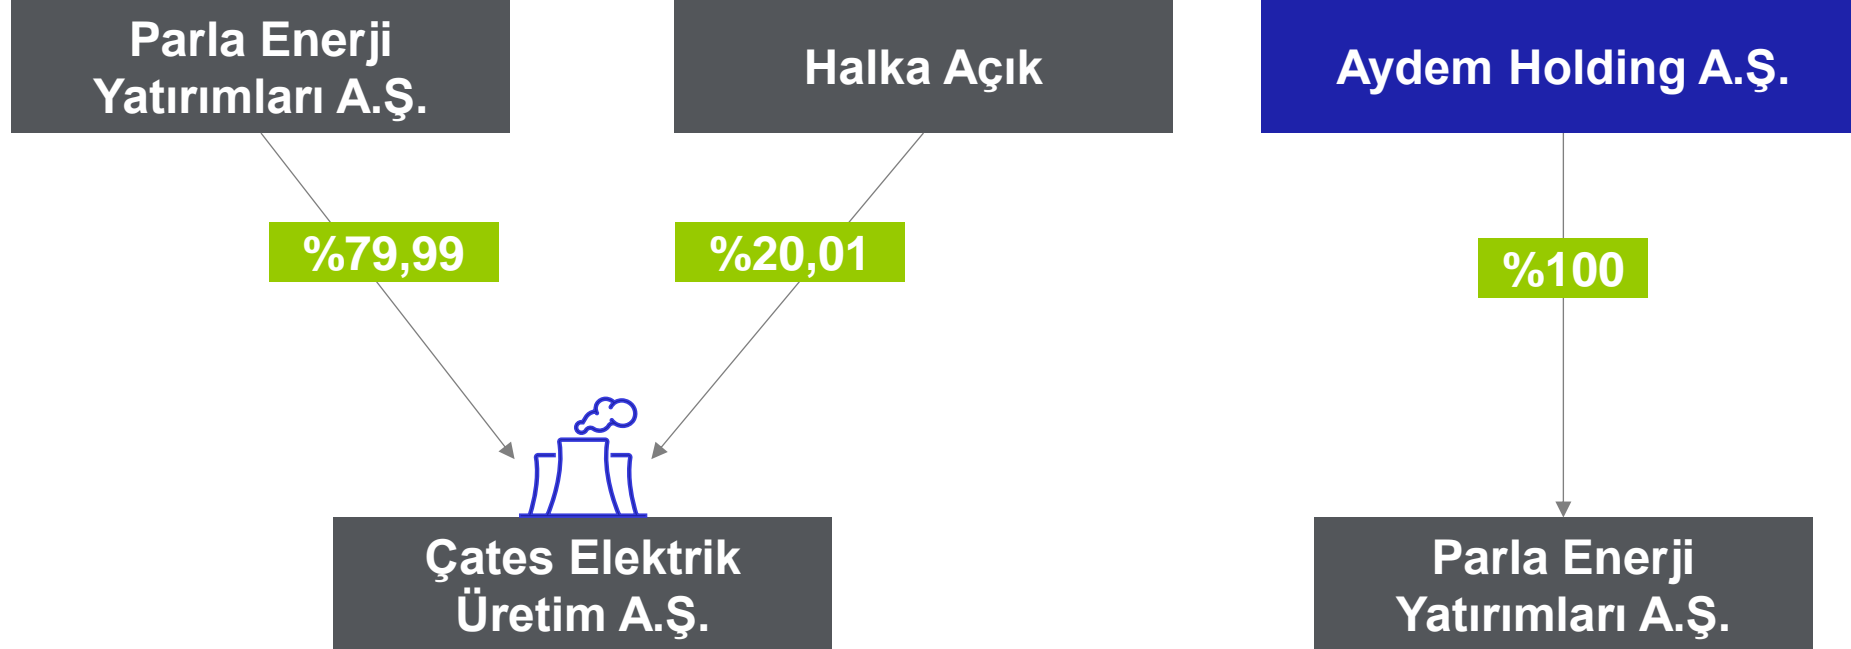 Parla Enerji
Yatırımları A.Ş.
Halka Açık
Aydem Holding A.Ş.
%79,99
%20,01
%100
Çates Elektrik
Üretim A.Ş.
Parla Enerji
Yatırımları A.Ş.